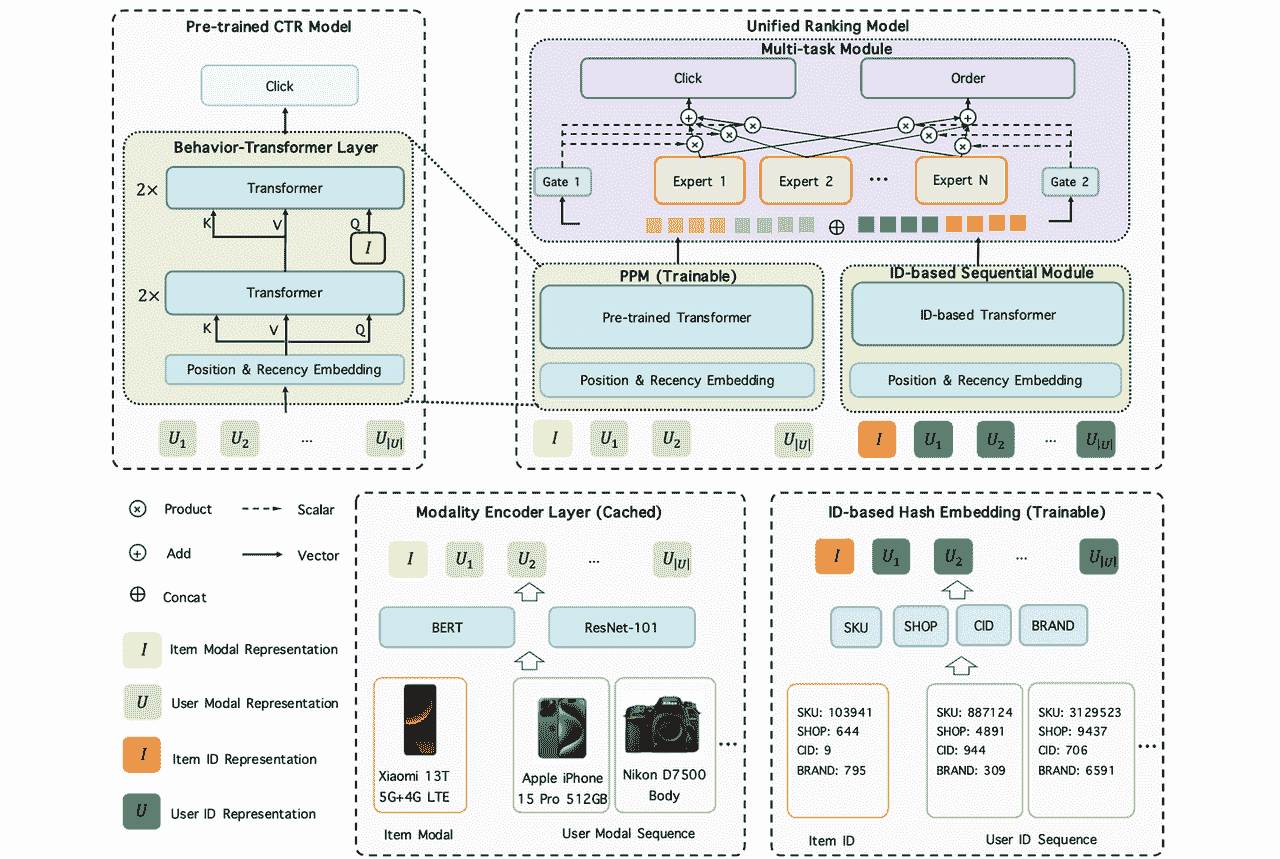 Pre-trained CTR Model
Click
Behavior-Transformer Layer
2×
Transformer
K
V
Q
I
2×
Transformer
K
V
Q
Position & Recency Embedding
U1
U2
...
U|U|
Unified Ranking Model
Multi-task Module
Click
Order
Gate 1
Expert 1
Expert 2
...
Expert N
Gate 2
PPM (Trainable)
Pre-trained Transformer
Position & Recency Embedding
I
U1
U2
U|U|
ID-based Sequential Module
ID-based Transformer
Position & Recency Embedding
I
U1
U2
...
U|U|
Product
Scalar
Add
Vector
Concat
I Item Modal Representation
U User Modal Representation
I Item ID Representation
U User ID Representation
Modality Encoder Layer (Cached)
I
U1
U2
...
U|U|
BERT
ResNet-101
Xiaomi 13T
5G+4G LTE
Apple iPhone
15 Pro 512GB
Nikon
Nikon D7500
Body
...
Item Modal
User Modal Sequence
ID-based Hash Embedding (Trainable)
I
U1
U2
...
U|U|
SKU
SHOP
CID
BRAND
SKU: 103941
SHOP: 644
CID: 9
BRAND: 795
SKU: 887124
SHOP: 4891
CID: 944
BRAND: 309
SKU: 3129523
SHOP: 9437
CID: 706
BRAND: 6591
...
Item ID
User ID Sequence